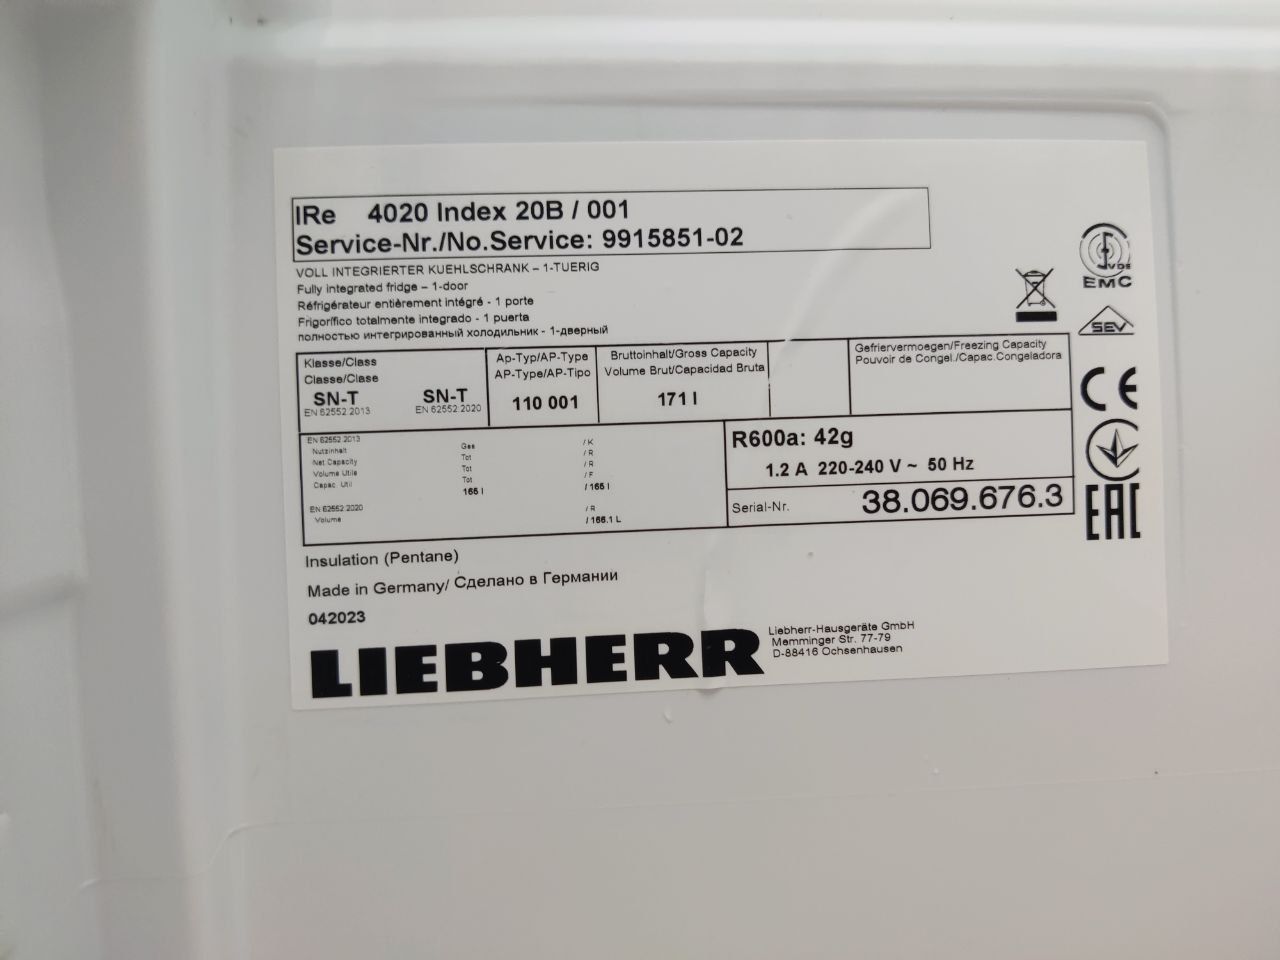 IRe 4020 Index 20B / 001
Service-Nr./No.Service: 9915851-02
VOLL INTEGRIERTER KUEHLSCHRANK – 1-TUERIG
Fully integrated fridge – 1-door
Réfrigérateur entièrement intégré - 1 porte
Frigorífico totalmente integrado - 1 puerta
полностью интегрированный холодильник - 1-дверный
VDE
EMC
SEV
CE
EAC
Klasse/Class
Classe/Clase
SN-T SN-T
EN 62552:2013 EN 62552:2020
Ap-Typ/AP-Type
AP-Type/AP-Tipo
110 001
Bruttoinhalt/Gross Capacity
Volume Brut/Capacidad Bruta
171 l
Gefriervermoegen/Freezing Capacity
Pouvoir de Congel./Capac.Congeladora
EN 62552:2013
Nutzinhalt Ges / K
Net Capacity Tot / R
Volume Utile Tot / R
Capac. Util Tot / F
166 l / 166 l
EN 62552:2020 / R
Volume / 166.1 L
R600a: 42g
1.2 A 220-240 V ~ 50 Hz
Serial-Nr. 38.069.676.3
Insulation (Pentane)
Made in Germany/ Сделано в Германии
042023
LIEBHERR
Liebherr-Hausgeräte GmbH
Memminger Str. 77-79
D-88416 Ochsenhausen